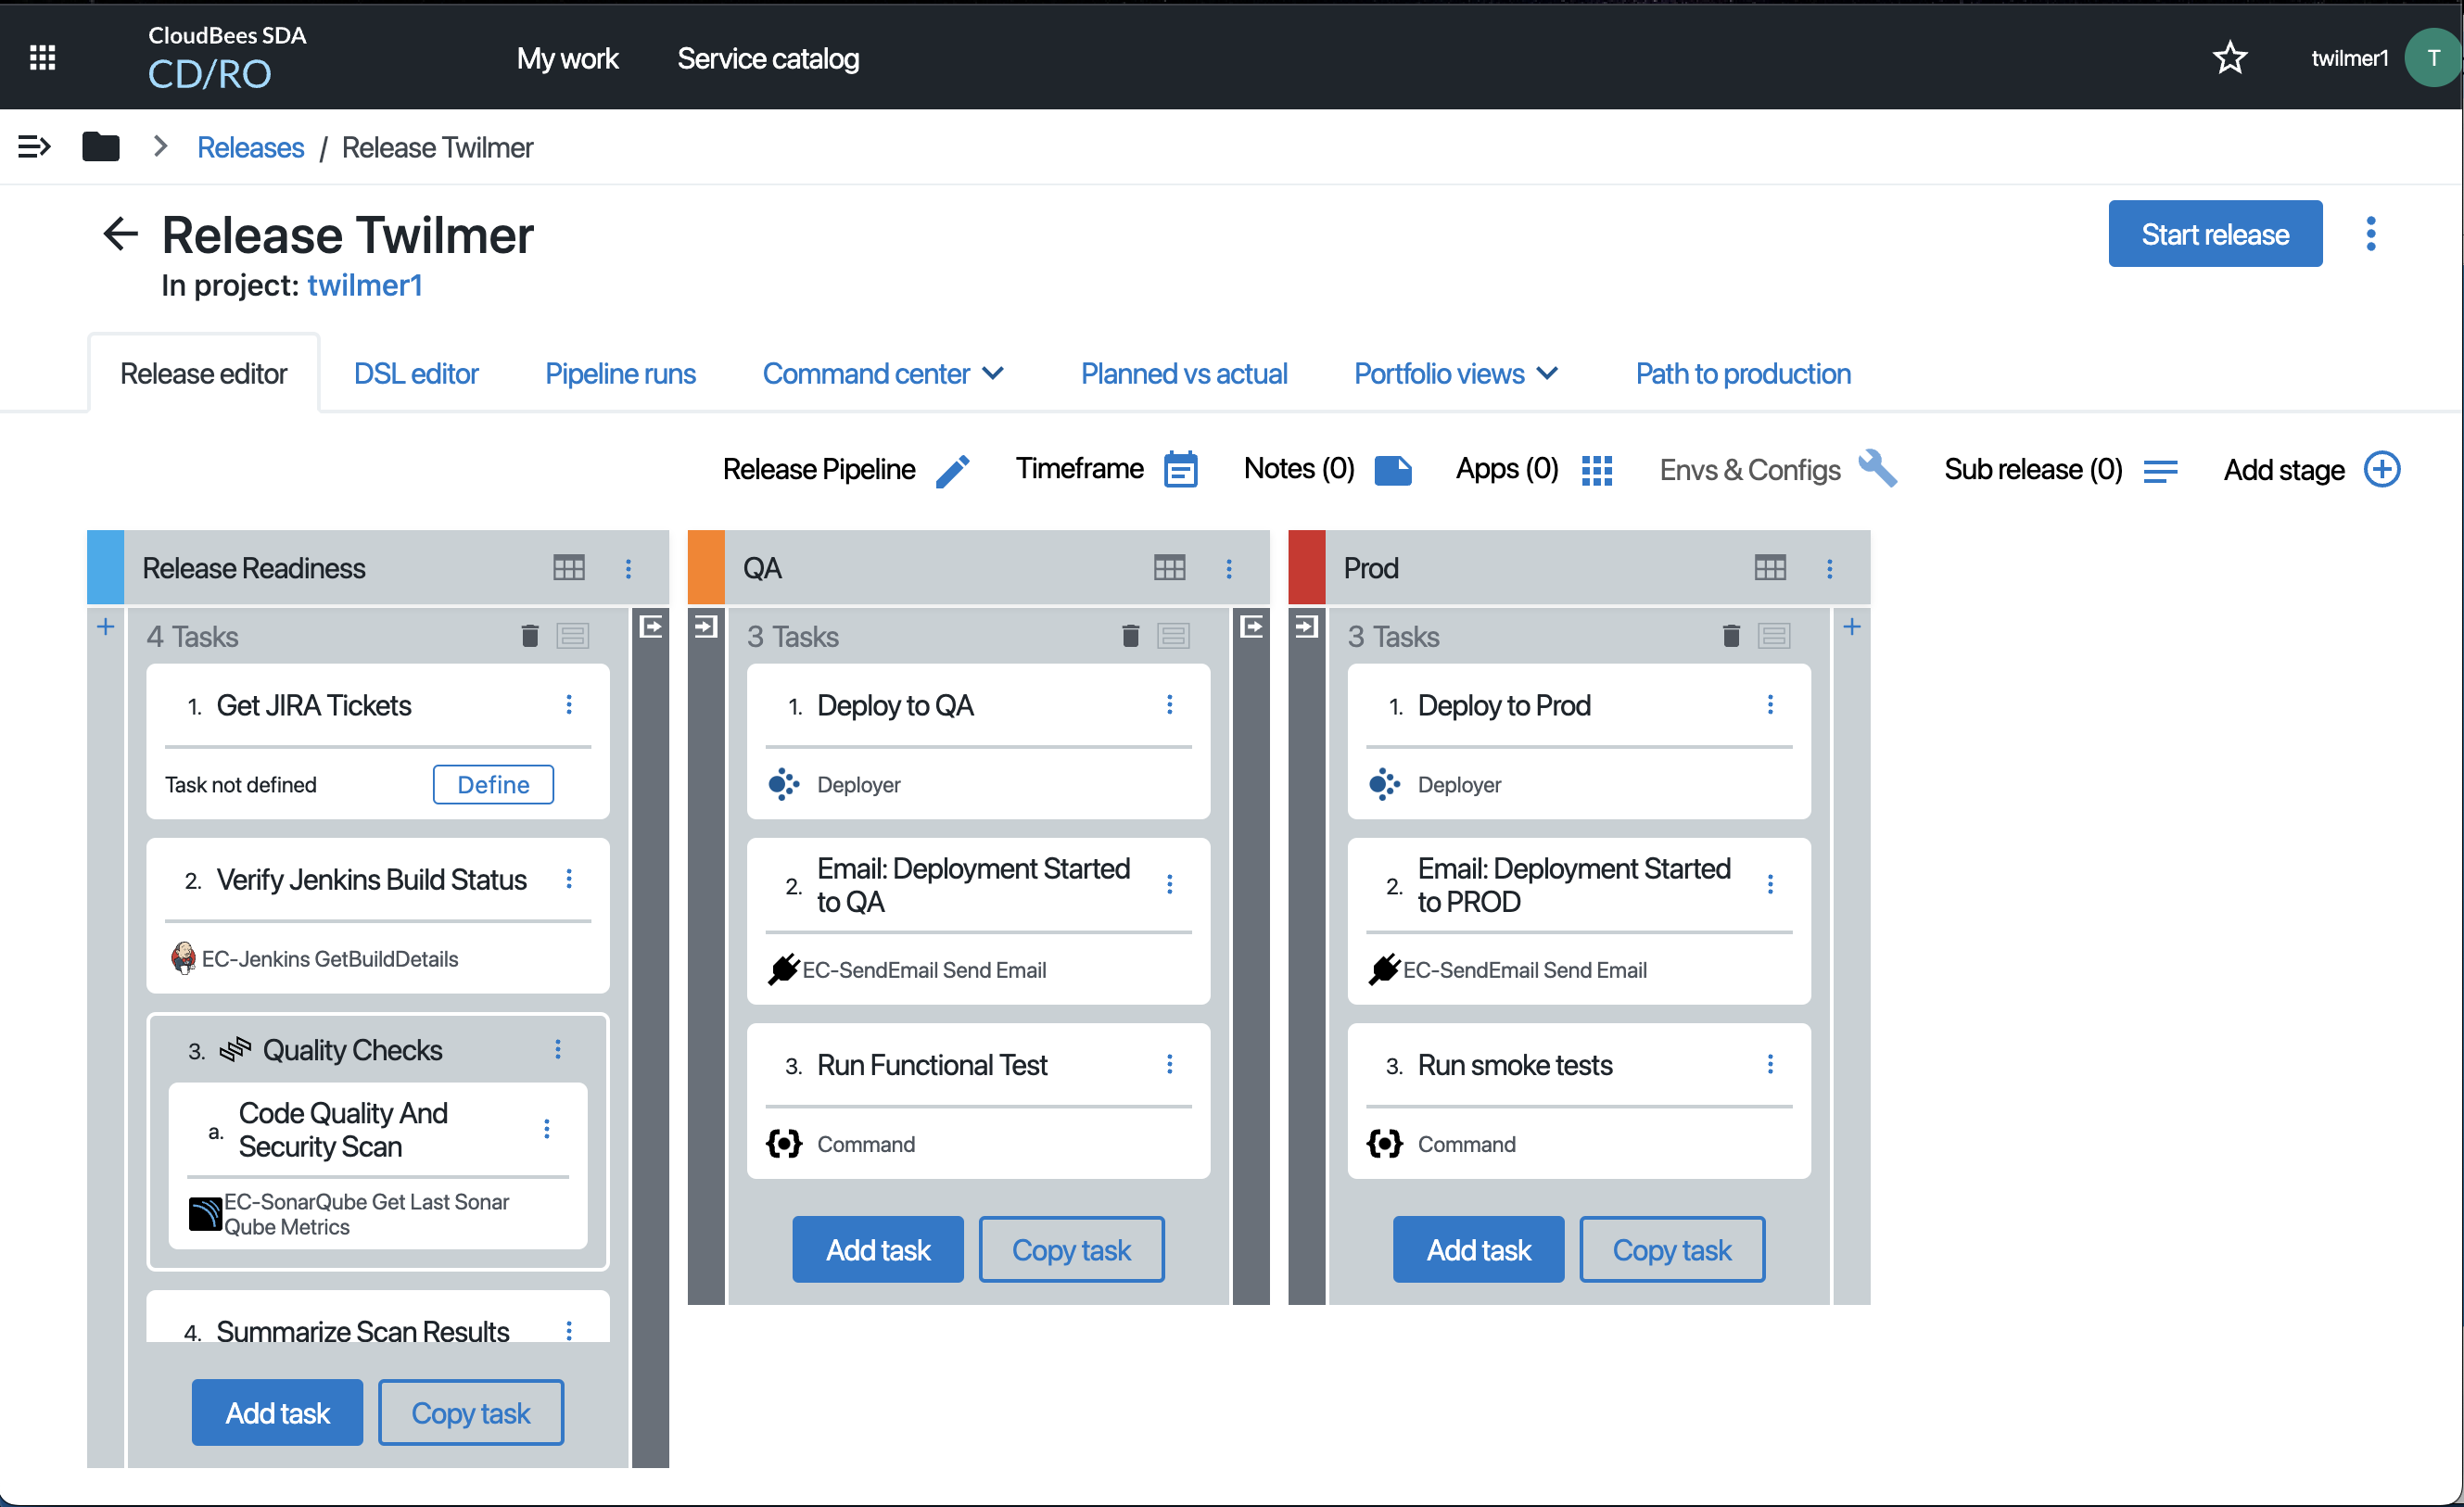 CloudBees SDA
CD/RO
My work
Service catalog
twilmer1
T
Releases / Release Twilmer
Release Twilmer
In project: twilmer1
Start release
Release editor
DSL editor
Pipeline runs
Command center
Planned vs actual
Portfolio views
Path to production
Release Pipeline
Timeframe
Notes (0)
Apps (0)
Envs & Configs
Sub release (0)
Add stage
Release Readiness
4 Tasks
1. Get JIRA Tickets
Task not defined
Define
2. Verify Jenkins Build Status
EC-Jenkins GetBuildDetails
3. Quality Checks
a. Code Quality And
Security Scan
EC-SonarQube Get Last Sonar
Qube Metrics
4. Summarize Scan Results
Add task
Copy task
QA
3 Tasks
1. Deploy to QA
Deployer
2. Email: Deployment Started
to QA
EC-SendEmail Send Email
3. Run Functional Test
Command
Add task
Copy task
Prod
3 Tasks
1. Deploy to Prod
Deployer
2. Email: Deployment Started
to PROD
EC-SendEmail Send Email
3. Run smoke tests
Command
Add task
Copy task